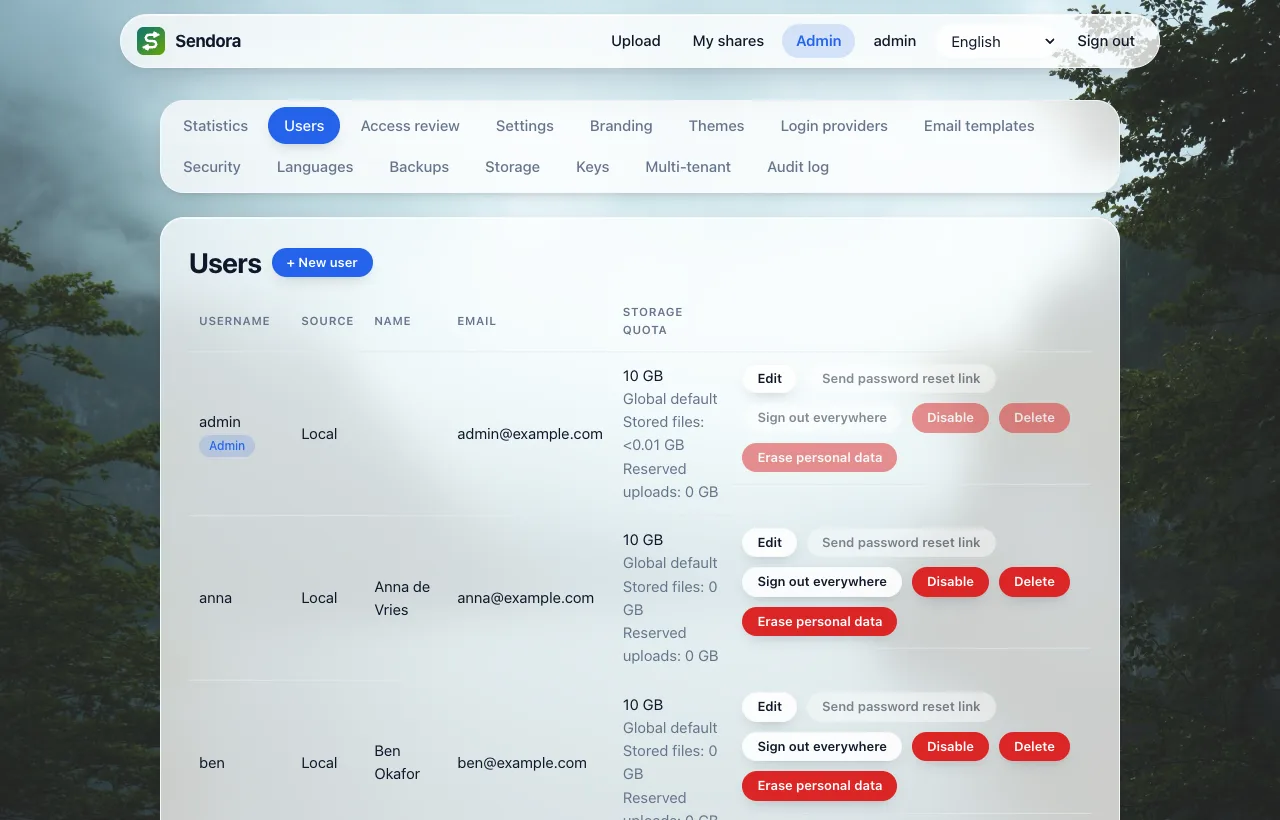 Sendora
Upload
My shares
Admin
admin
English
Sign out
Statistics
Users
Access review
Settings
Branding
Themes
Login providers
Email templates
Security
Languages
Backups
Storage
Keys
Multi-tenant
Audit log
Users
+ New user
USERNAME
SOURCE
NAME
EMAIL
STORAGE
QUOTA
admin
Admin
Local
admin@example.com
10 GB
Global default
Stored files:
<0.01 GB
Reserved
uploads: 0 GB
Edit
Send password reset link
Sign out everywhere
Disable
Delete
Erase personal data
anna
Local
Anna de
Vries
anna@example.com
10 GB
Global default
Stored files: 0
GB
Reserved
uploads: 0 GB
Edit
Send password reset link
Sign out everywhere
Disable
Delete
Erase personal data
ben
Local
Ben
Okafor
ben@example.com
10 GB
Global default
Stored files: 0
GB
Reserved
uploads: 0 GB
Edit
Send password reset link
Sign out everywhere
Disable
Delete
Erase personal data